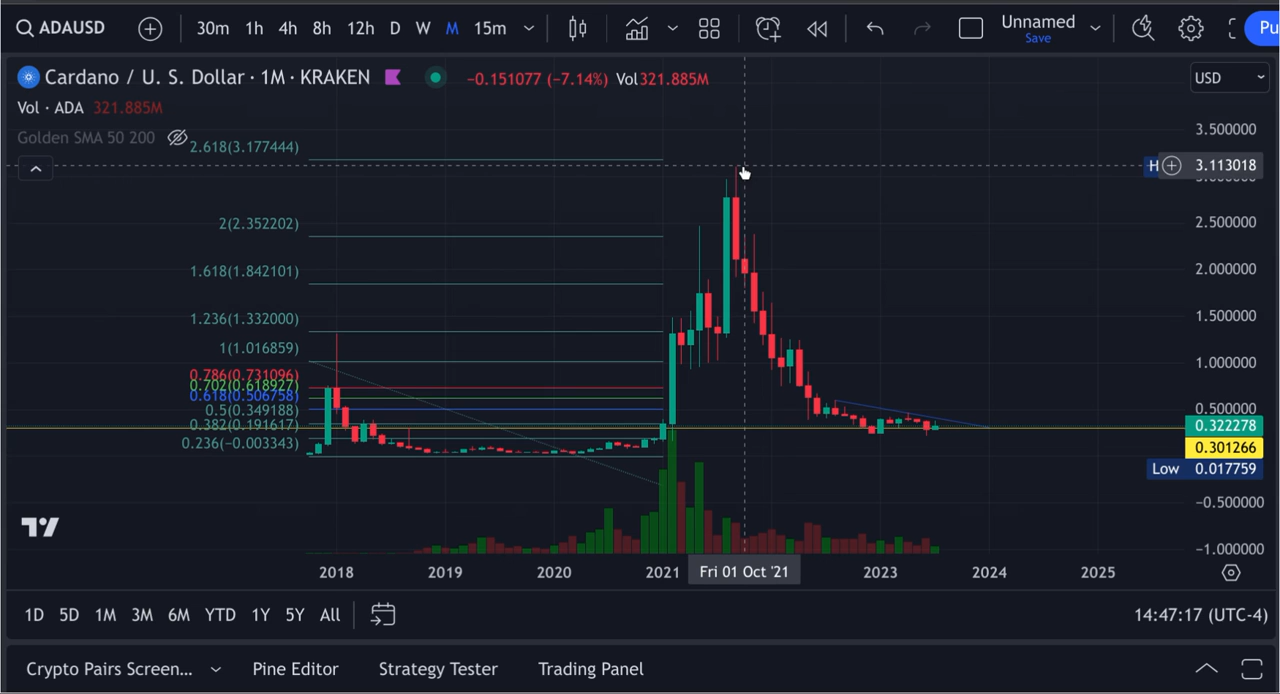 ADAUSD 30m 1h 4h 8h 12h D W M 15m Unnamed Pu
Save
Cardano / U. S. Dollar · 1M · KRAKEN −0.151077 (−7.14%) Vol321.885M USD
Vol · ADA 321.885M
Golden SMA 50 200
2.618(3.177444)
2(2.352202)
1.618(1.842101)
1.236(1.332000)
1(1.016859)
0.786(0.731096)
0.702(0.618927)
0.618(0.506758)
0.5(0.349188)
0.382(0.191617)
0.236(−0.003343)
3.500000
H 3.113018
2.500000
2.000000
1.500000
1.000000
0.500000
0.322278
0.301266
Low 0.017759
−0.500000
−1.000000
2018 2019 2020 2021 Fri 01 Oct '21 2023 2024 2025
1D 5D 1M 3M 6M YTD 1Y 5Y All 14:47:17 (UTC-4)
Crypto Pairs Screen... Pine Editor Strategy Tester Trading Panel